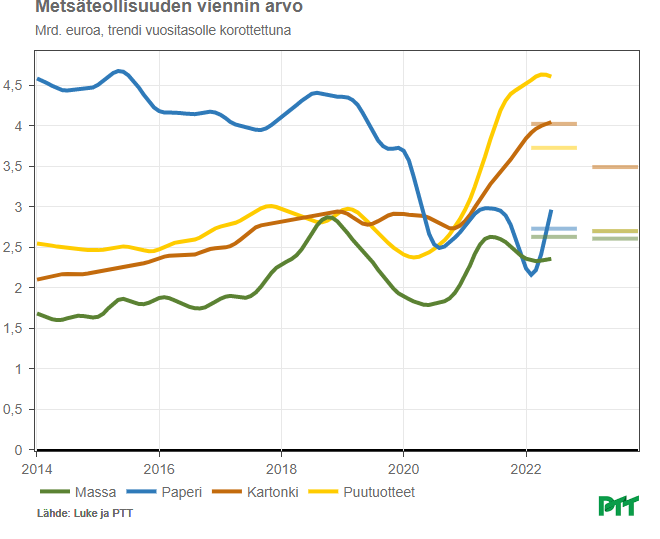 Metsäteollisuuden viennin arvo
Mrd. euroa, trendi vuositasolle korottettuna
4,5
4
3,5
3
2,5
2
1,5
1
0,5
0
2014 2016 2018 2020 2022
Massa Paperi Kartonki Puutuotteet
Lähde: Luke ja PTT
PTT